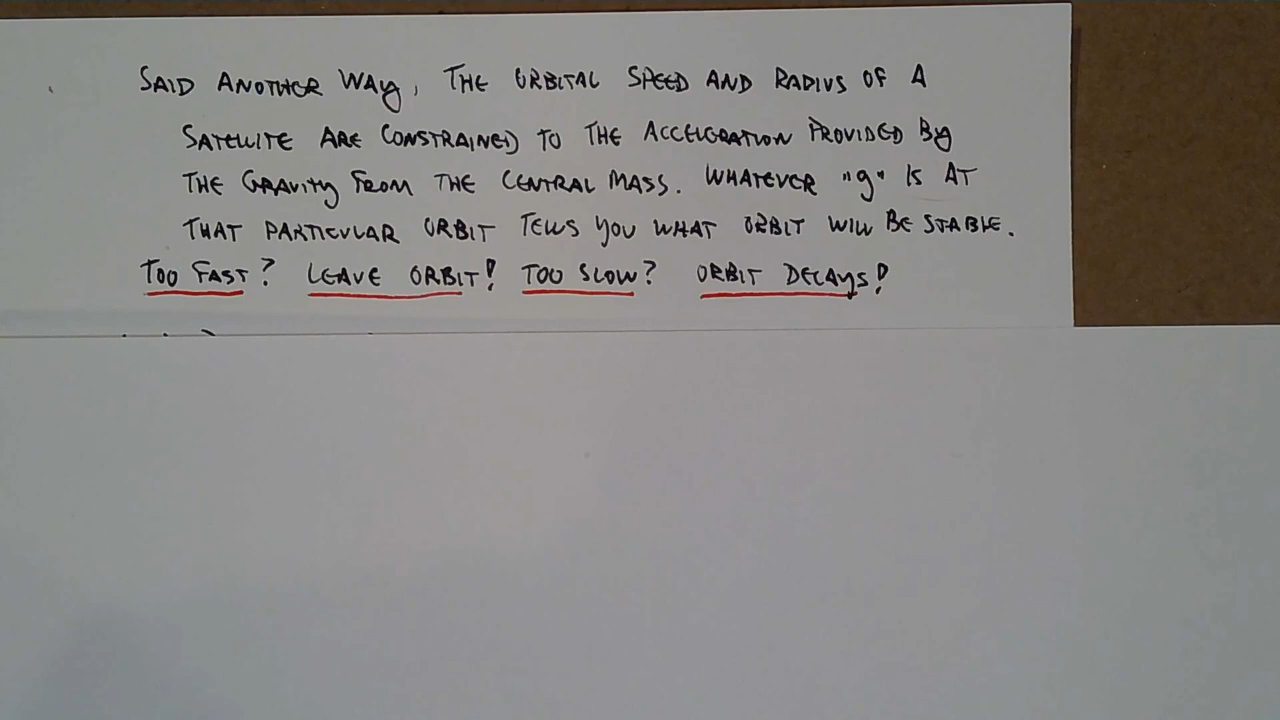 SAID ANOTHER WAY, THE ORBITAL SPEED AND RADIUS OF A
SATELLITE ARE CONSTRAINED TO THE ACCELERATION PROVIDED BY
THE GRAVITY FROM THE CENTRAL MASS. WHATEVER "g" IS AT
THAT PARTICULAR ORBIT TELLS YOU WHAT ORBIT WILL BE STABLE.
TOO FAST? LEAVE ORBIT! TOO SLOW? ORBIT DECAYS!